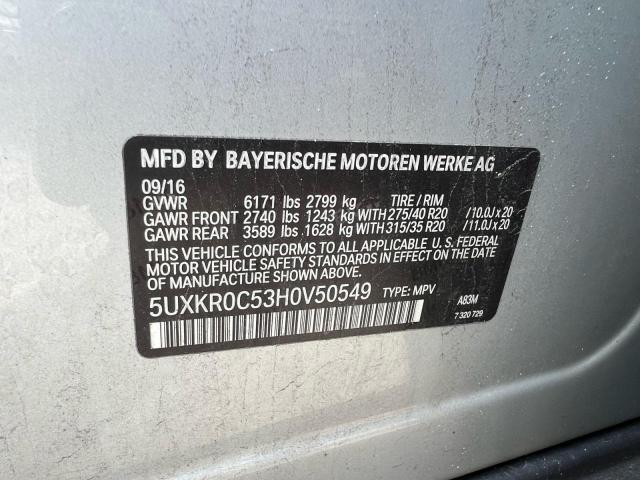 MFD BY BAYERISCHE MOTOREN WERKE AG
09/16
GVWR 6171 lbs 2799 kg TIRE / RIM
GAWR FRONT 2740 lbs 1243 kg WITH 275/40 R20 /10.0J x 20
GAWR REAR 3589 lbs 1628 kg WITH 315/35 R20 /11.0J x 20
THIS VEHICLE CONFORMS TO ALL APPLICABLE U. S. FEDERAL
MOTOR VEHICLE SAFETY STANDARDS IN EFFECT ON THE
DATE OF MANUFACTURE SHOWN ABOVE.
5UXKR0C53H0V50549 TYPE: MPV
A83M
7 320 729